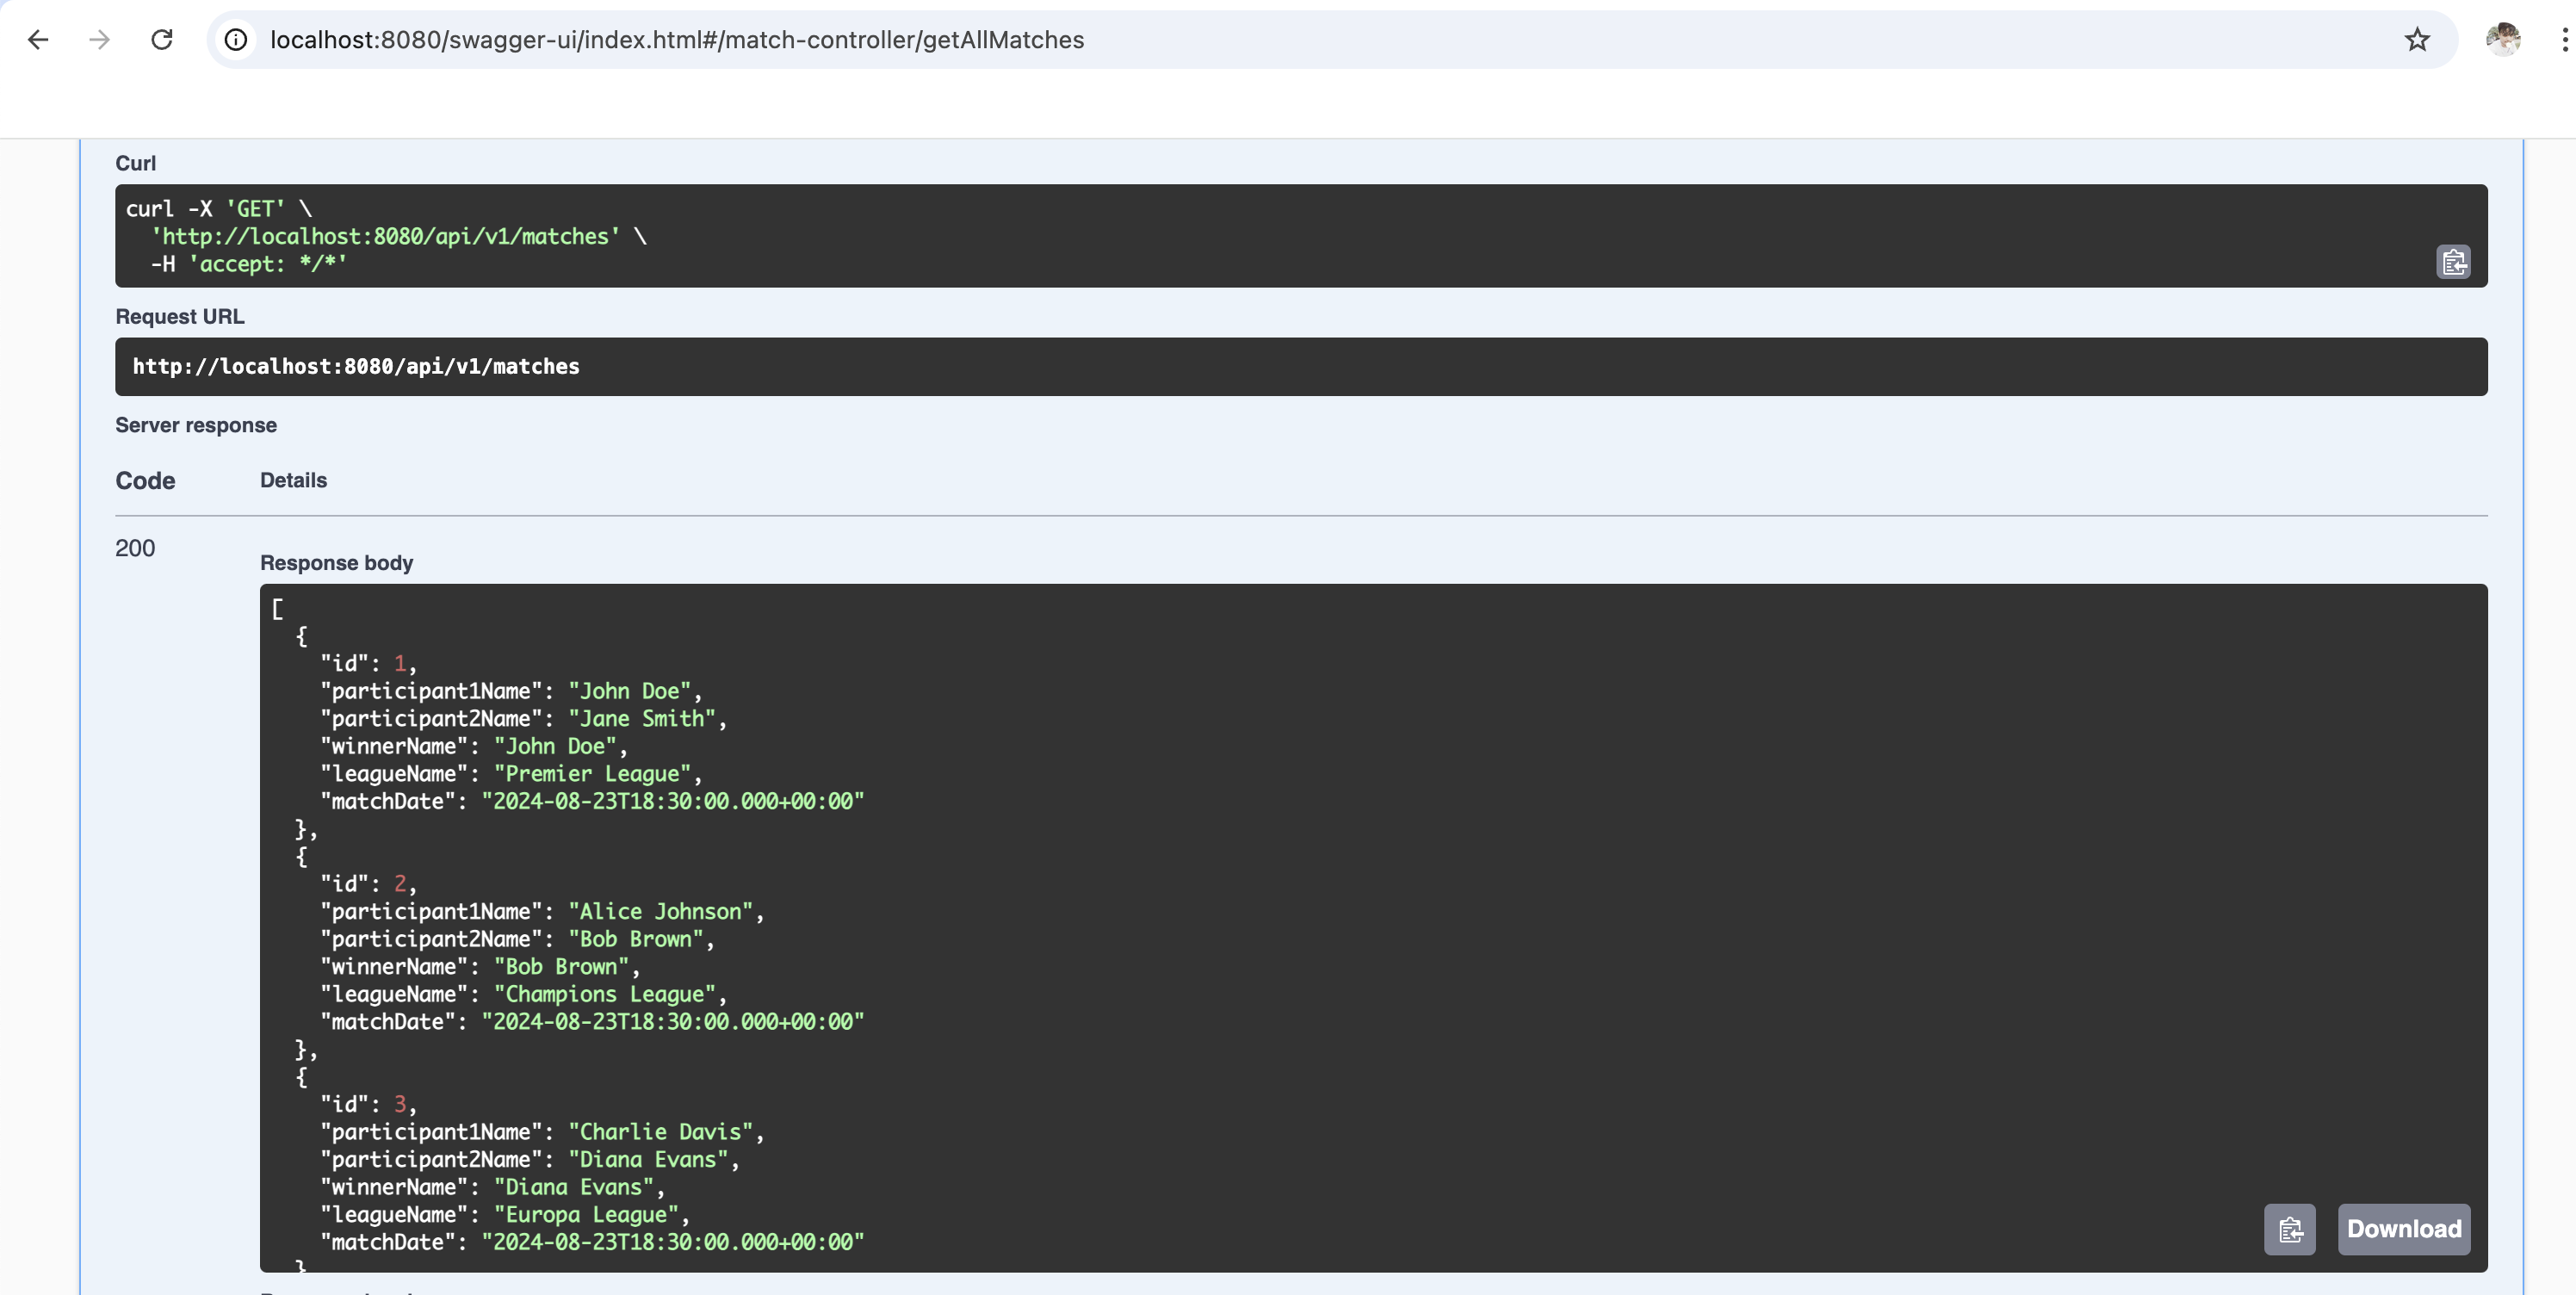 localhost:8080/swagger-ui/index.html#/match-controller/getAllMatches
Curl
curl -X 'GET' \
  'http://localhost:8080/api/v1/matches' \
  -H 'accept: */*'
Request URL
http://localhost:8080/api/v1/matches
Server response
Code Details
200
Response body
[
  {
    "id": 1,
    "participant1Name": "John Doe",
    "participant2Name": "Jane Smith",
    "winnerName": "John Doe",
    "leagueName": "Premier League",
    "matchDate": "2024-08-23T18:30:00.000+00:00"
  },
  {
    "id": 2,
    "participant1Name": "Alice Johnson",
    "participant2Name": "Bob Brown",
    "winnerName": "Bob Brown",
    "leagueName": "Champions League",
    "matchDate": "2024-08-23T18:30:00.000+00:00"
  },
  {
    "id": 3,
    "participant1Name": "Charlie Davis",
    "participant2Name": "Diana Evans",
    "winnerName": "Diana Evans",
    "leagueName": "Europa League",
    "matchDate": "2024-08-23T18:30:00.000+00:00"
  }
Download